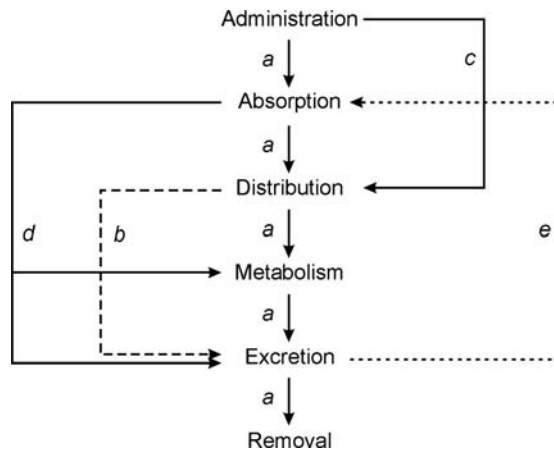 Administration
a
c
Absorption
a
Distribution
d
b
a
e
Metabolism
a
Excretion
a
Removal